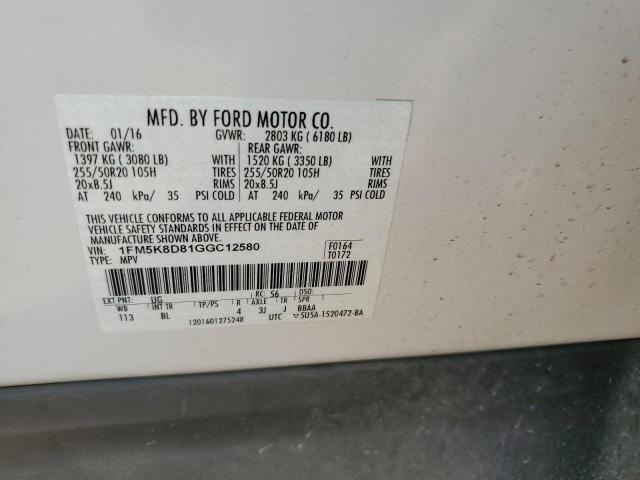 MFD. BY FORD MOTOR CO.
DATE: 01/16 GVWR: 2803 KG ( 6180 LB)
FRONT GAWR: REAR GAWR:
1397 KG ( 3080 LB) WITH 1520 KG ( 3350 LB) WITH
255/50R20 105H TIRES 255/50R20 105H TIRES
20x8.5J RIMS 20x8.5J RIMS
AT 240 kPa/ 35 PSI COLD AT 240 kPa/ 35 PSI COLD
THIS VEHICLE CONFORMS TO ALL APPLICABLE FEDERAL MOTOR
VEHICLE SAFETY STANDARDS IN EFFECT ON THE DATE OF
MANUFACTURE SHOWN ABOVE.
VIN: 1FM5K8D81GGC12580 F0164
TYPE: MPV T0172
EXT PNT: UG RC: 56
WB INT TR TP/PS R AXLE TR SPR
113 BL 4 3J J BBAA
1201601275248 UTC ▽5U5A-1520472-BA